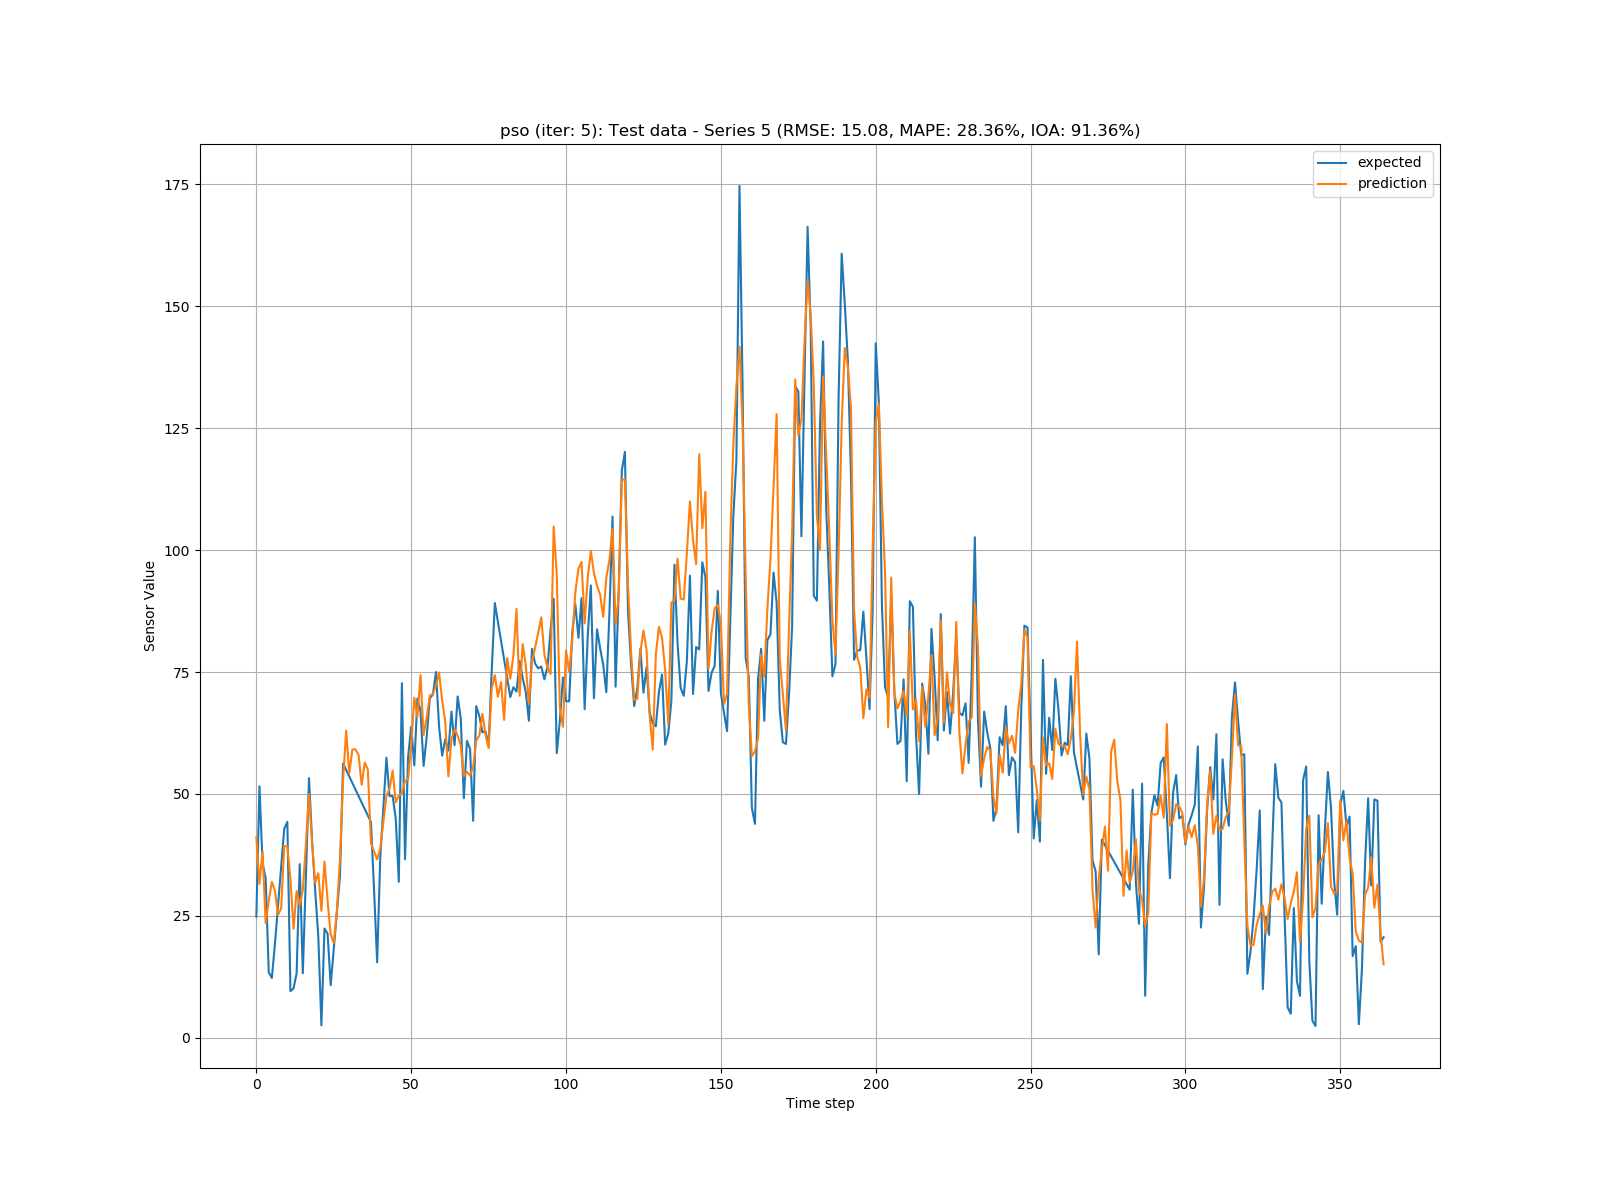 pso (iter: 5): Test data - Series 5 (RMSE: 15.08, MAPE: 28.36%, IOA: 91.36%)
expected
prediction
175
150
125
100
75
50
25
0
Sensor Value
0 50 100 150 200 250 300 350
Time step